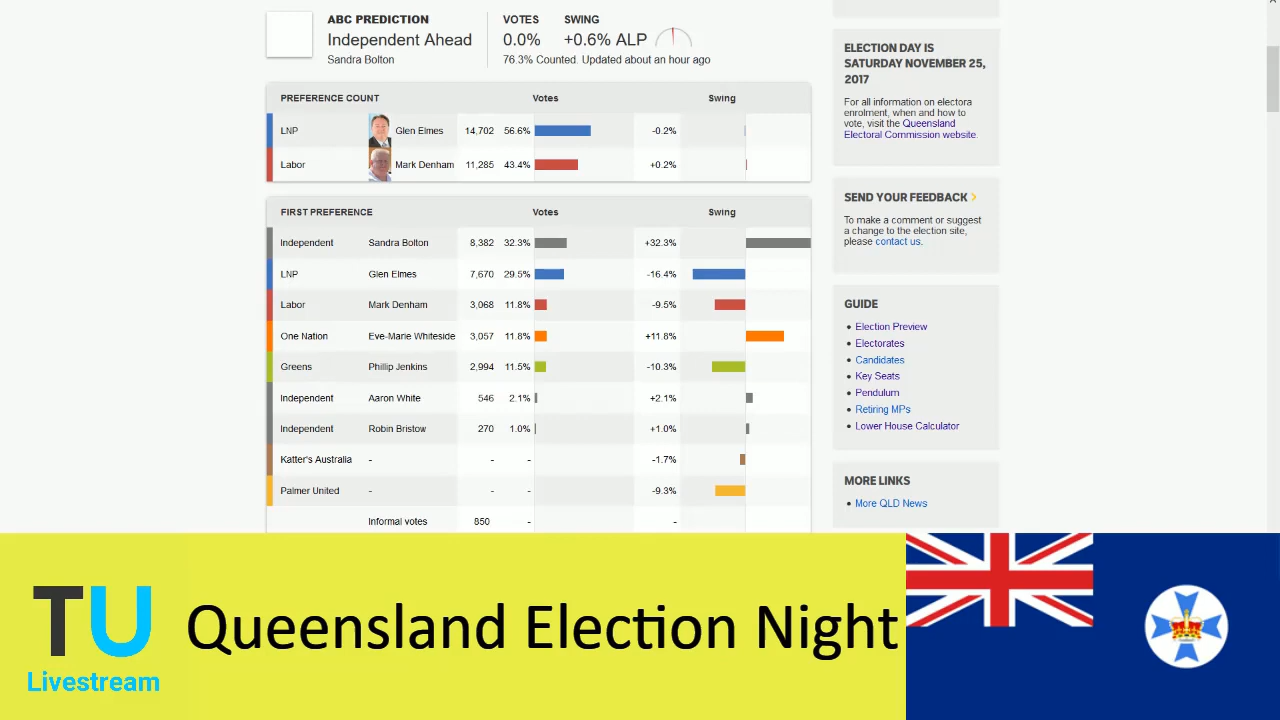 ABC PREDICTION
Independent Ahead
Sandra Bolton
VOTES SWING
0.0% +0.6% ALP
76.3% Counted. Updated about an hour ago
PREFERENCE COUNT Votes Swing
LNP Glen Elmes 14,702 56.6% -0.2%
Labor Mark Denham 11,285 43.4% +0.2%
FIRST PREFERENCE Votes Swing
Independent Sandra Bolton 8,382 32.3% +32.3%
LNP Glen Elmes 7,670 29.5% -16.4%
Labor Mark Denham 3,068 11.8% -9.5%
One Nation Eve-Marie Whiteside 3,057 11.8% +11.8%
Greens Phillip Jenkins 2,994 11.5% -10.3%
Independent Aaron White 546 2.1% +2.1%
Independent Robin Bristow 270 1.0% +1.0%
Katter's Australia - - - -1.7%
Palmer United - - - -9.3%
Informal votes 850 - -
ELECTION DAY IS
SATURDAY NOVEMBER 25,
2017
For all information on electora
enrolment, when and how to
vote, visit the Queensland
Electoral Commission website.
SEND YOUR FEEDBACK >
To make a comment or suggest
a change to the election site,
please contact us.
GUIDE
• Election Preview
• Electorates
• Candidates
• Key Seats
• Pendulum
• Retiring MPs
• Lower House Calculator
MORE LINKS
• More QLD News
TU
Livestream
Queensland Election Night